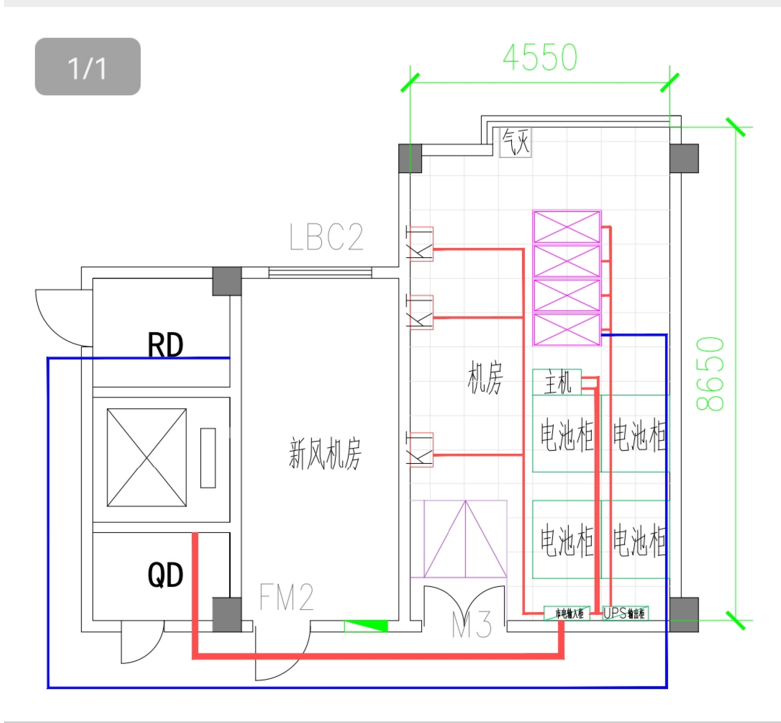 1/1
4550
气灭
LBC2
K
K
RD
机房
8650
主机
电池柜
电池柜
新风机房
K
电池柜
电池柜
QD
FM2
市电输入柜
UPS输出柜
M3